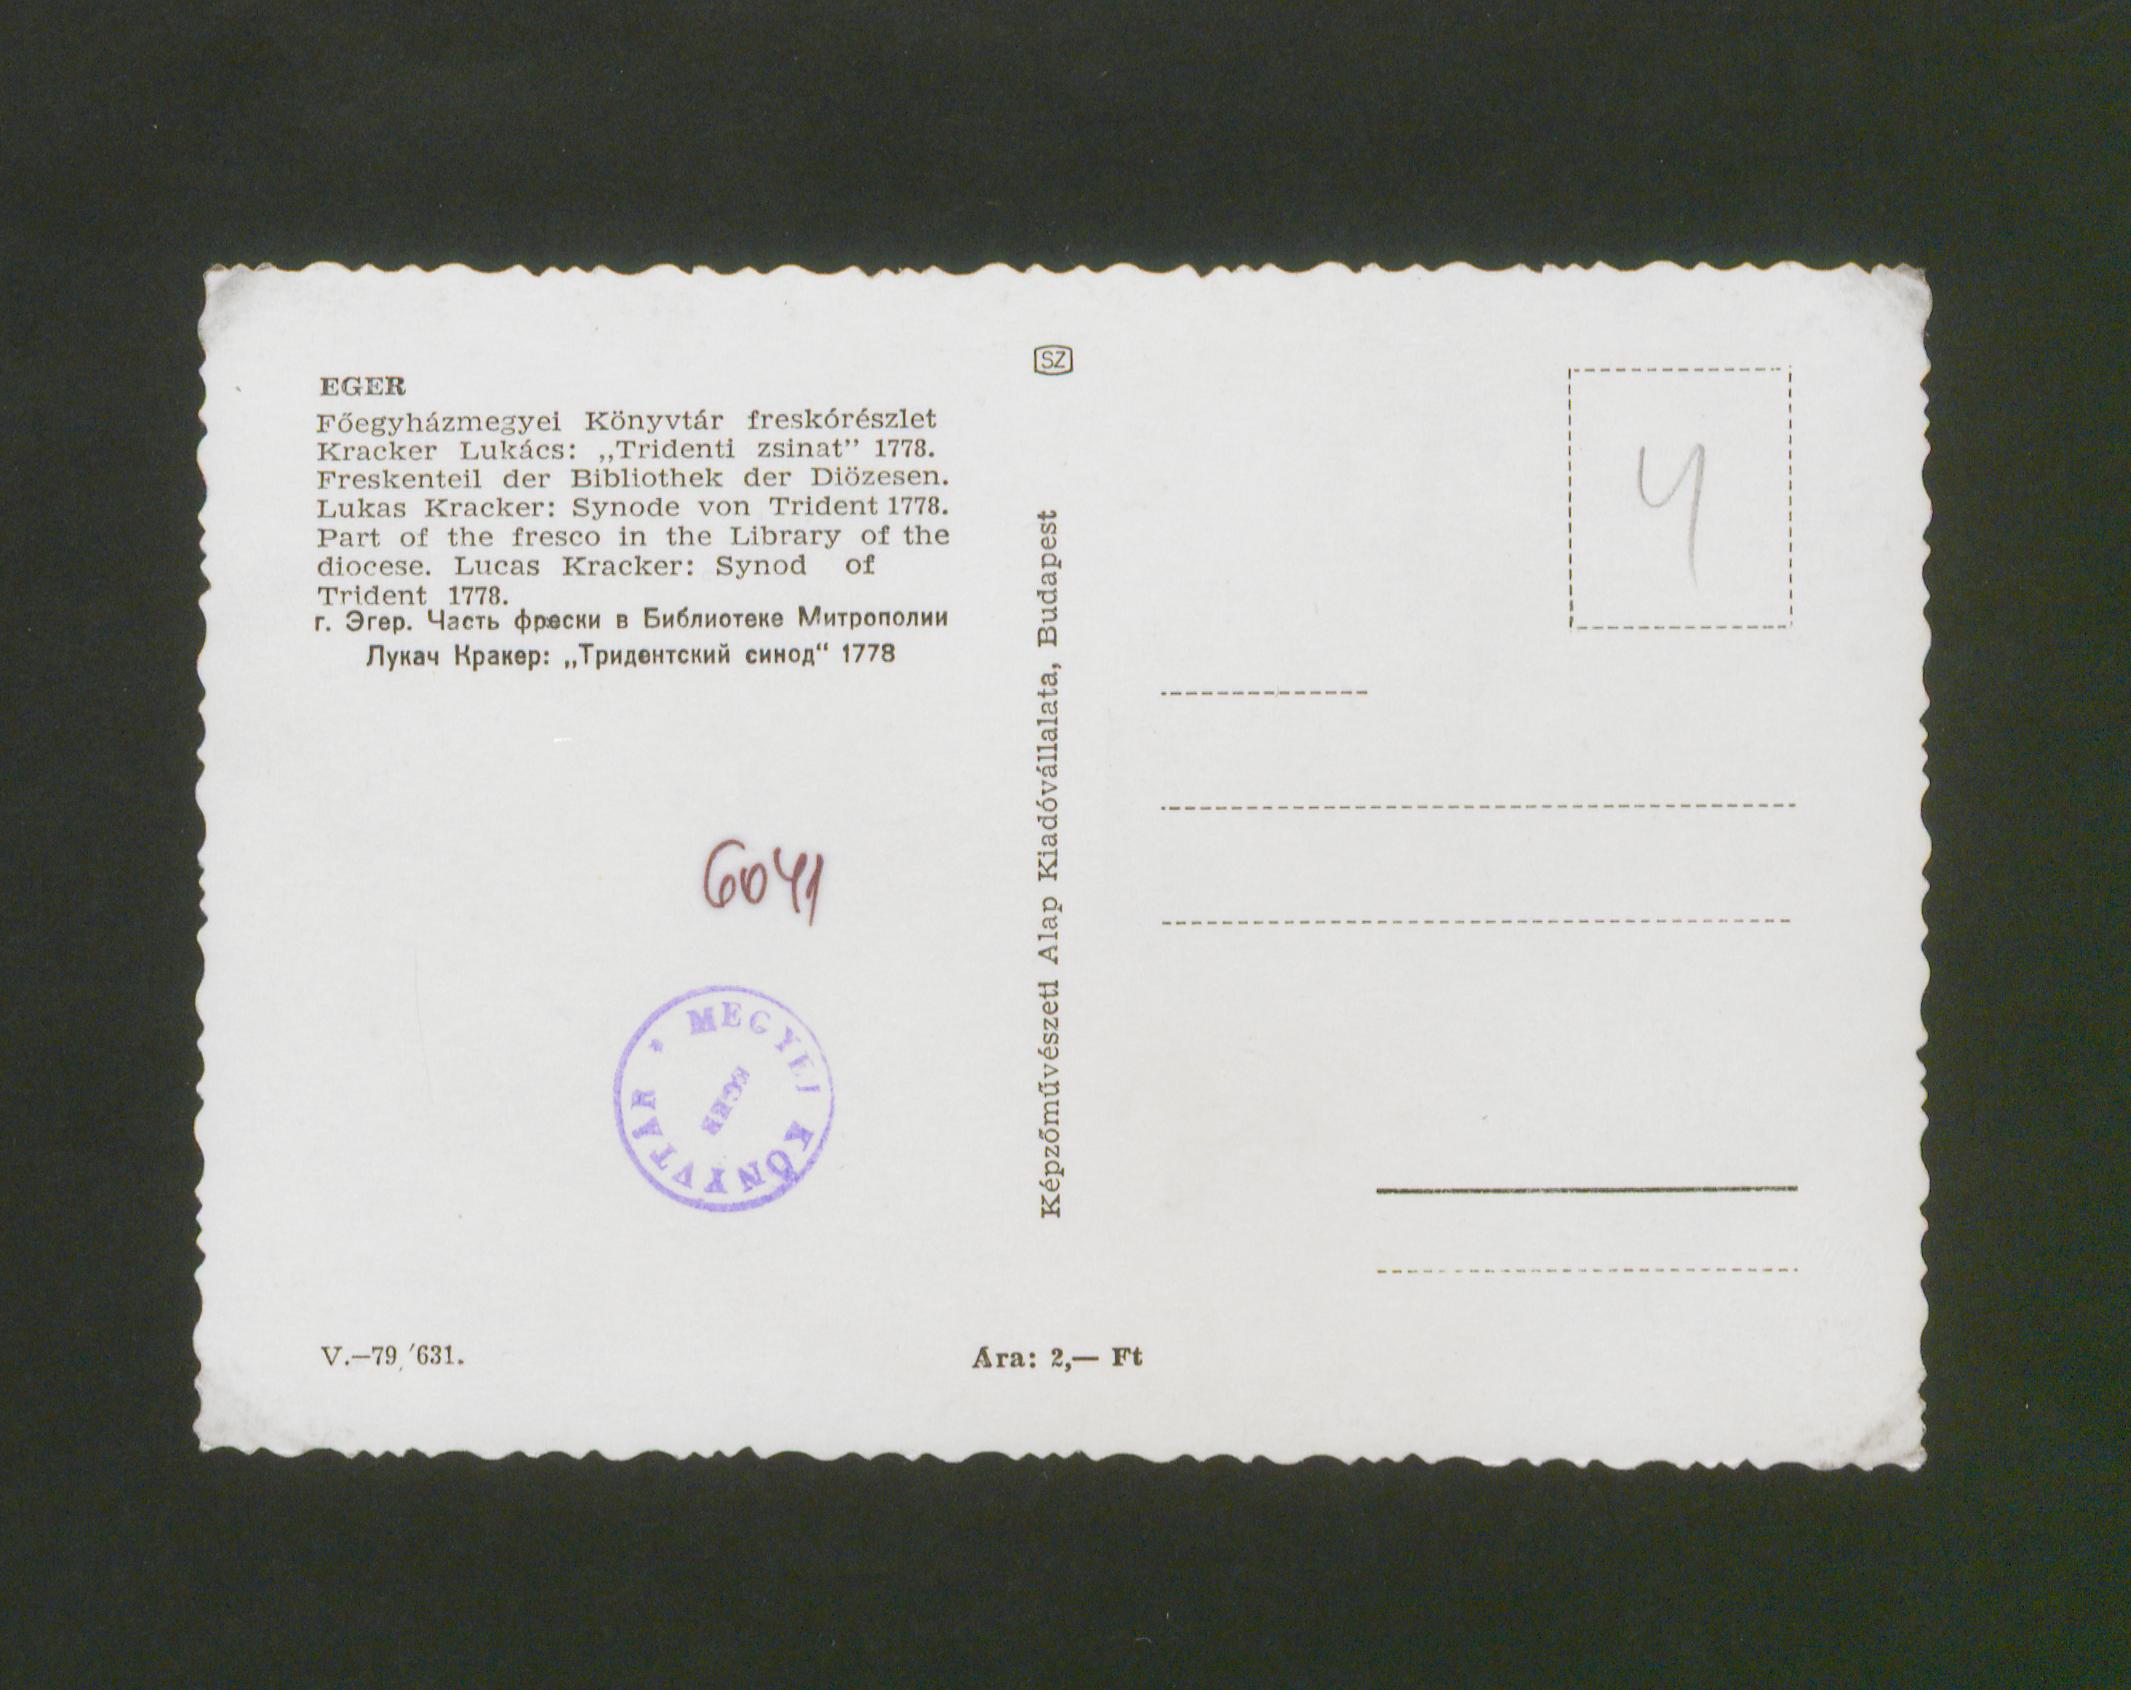 SZ
EGER
Főegyházmegyei Könyvtár freskórészlet
Kracker Lukács: „Tridenti zsinat” 1778.
Freskenteil der Bibliothek der Diözesen.
Lukas Kracker: Synode von Trident 1778.
Part of the fresco in the Library of the
diocese. Lucas Kracker: Synod of
Trident 1778.
г. Эгер. Часть фрески в Библиотеке Митрополии
Лукач Кракер: „Тридентский синод“ 1778
6041
MEGYEI KÖNYVTÁR
EGER
V.—79/631.
Képzőművészeti Alap Kiadóvállalata, Budapest
Ára: 2,— Ft
4